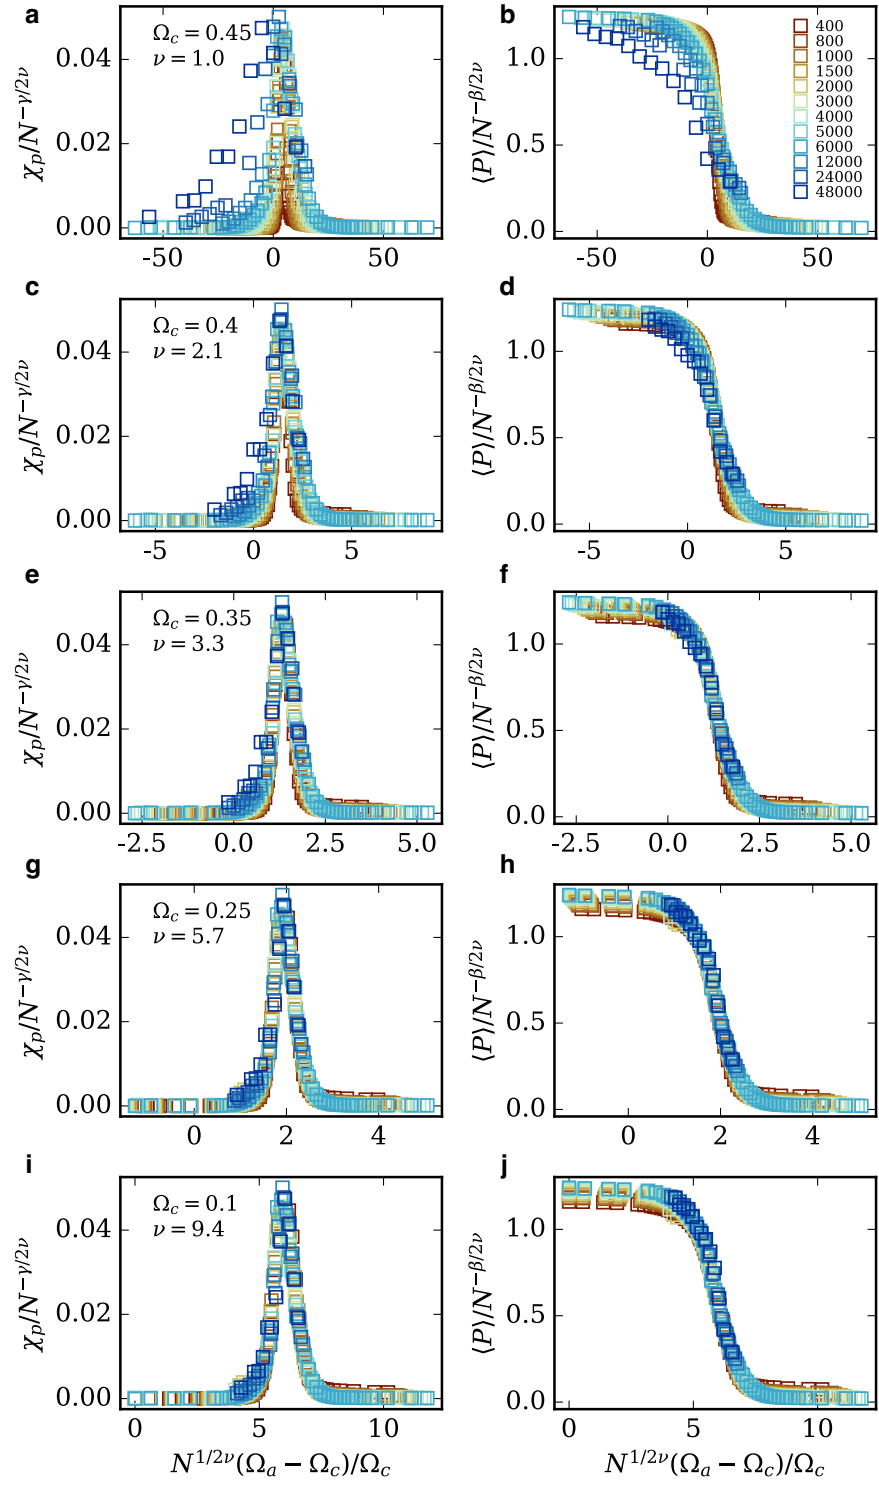 a
Ω_c = 0.45
ν = 1.0
χ_p/N^{−γ/2ν}
0.04
0.02
0.00
-50 0 50
b
⟨P⟩/N^{−β/2ν}
1.0
0.5
0.0
-50 0 50
400
800
1000
1500
2000
3000
4000
5000
6000
12000
24000
48000
c
Ω_c = 0.4
ν = 2.1
χ_p/N^{−γ/2ν}
0.04
0.02
0.00
-5 0 5
d
⟨P⟩/N^{−β/2ν}
1.0
0.5
0.0
-5 0 5
e
Ω_c = 0.35
ν = 3.3
χ_p/N^{−γ/2ν}
0.04
0.02
0.00
-2.5 0.0 2.5 5.0
f
⟨P⟩/N^{−β/2ν}
1.0
0.5
0.0
-2.5 0.0 2.5 5.0
g
Ω_c = 0.25
ν = 5.7
χ_p/N^{−γ/2ν}
0.04
0.02
0.00
0 2 4
h
⟨P⟩/N^{−β/2ν}
1.0
0.5
0.0
0 2 4
i
Ω_c = 0.1
ν = 9.4
χ_p/N^{−γ/2ν}
0.04
0.02
0.00
0 5 10
N^{1/2ν}(Ω_a − Ω_c)/Ω_c
j
⟨P⟩/N^{−β/2ν}
1.0
0.5
0.0
0 5 10
N^{1/2ν}(Ω_a − Ω_c)/Ω_c